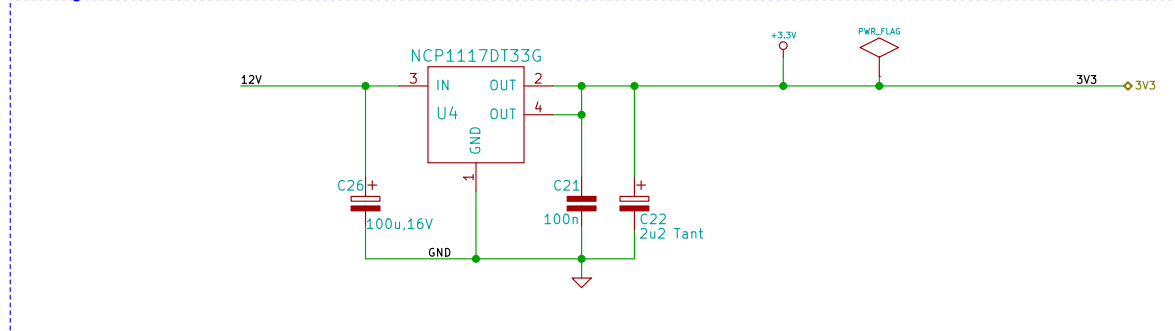 NCP1117DT33G
+3.3V
PWR_FLAG
12V
3
IN
OUT
2
3V3
3V3
U4
OUT
4
GND
1
C26
+
100u,16V
C21
100n
+
C22
2u2 Tant
GND